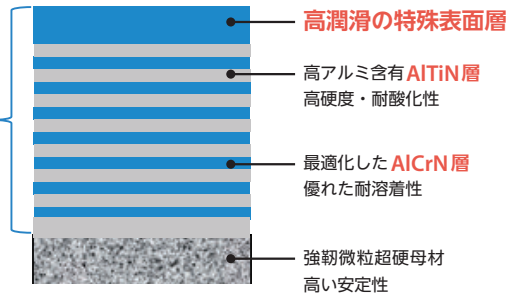 高潤滑の特殊表面層
高アルミ含有AlTiN層
高硬度・耐酸化性
最適化したAlCrN層
優れた耐溶着性
強靭微粒超硬母材
高い安定性